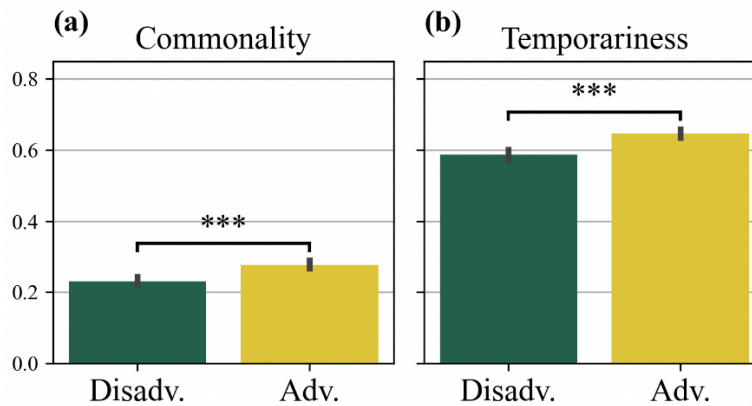 (a)
Commonality
(b)
Temporariness
0.8
0.6
0.4
0.2
0.0
***
***
Disadv.
Adv.
Disadv.
Adv.